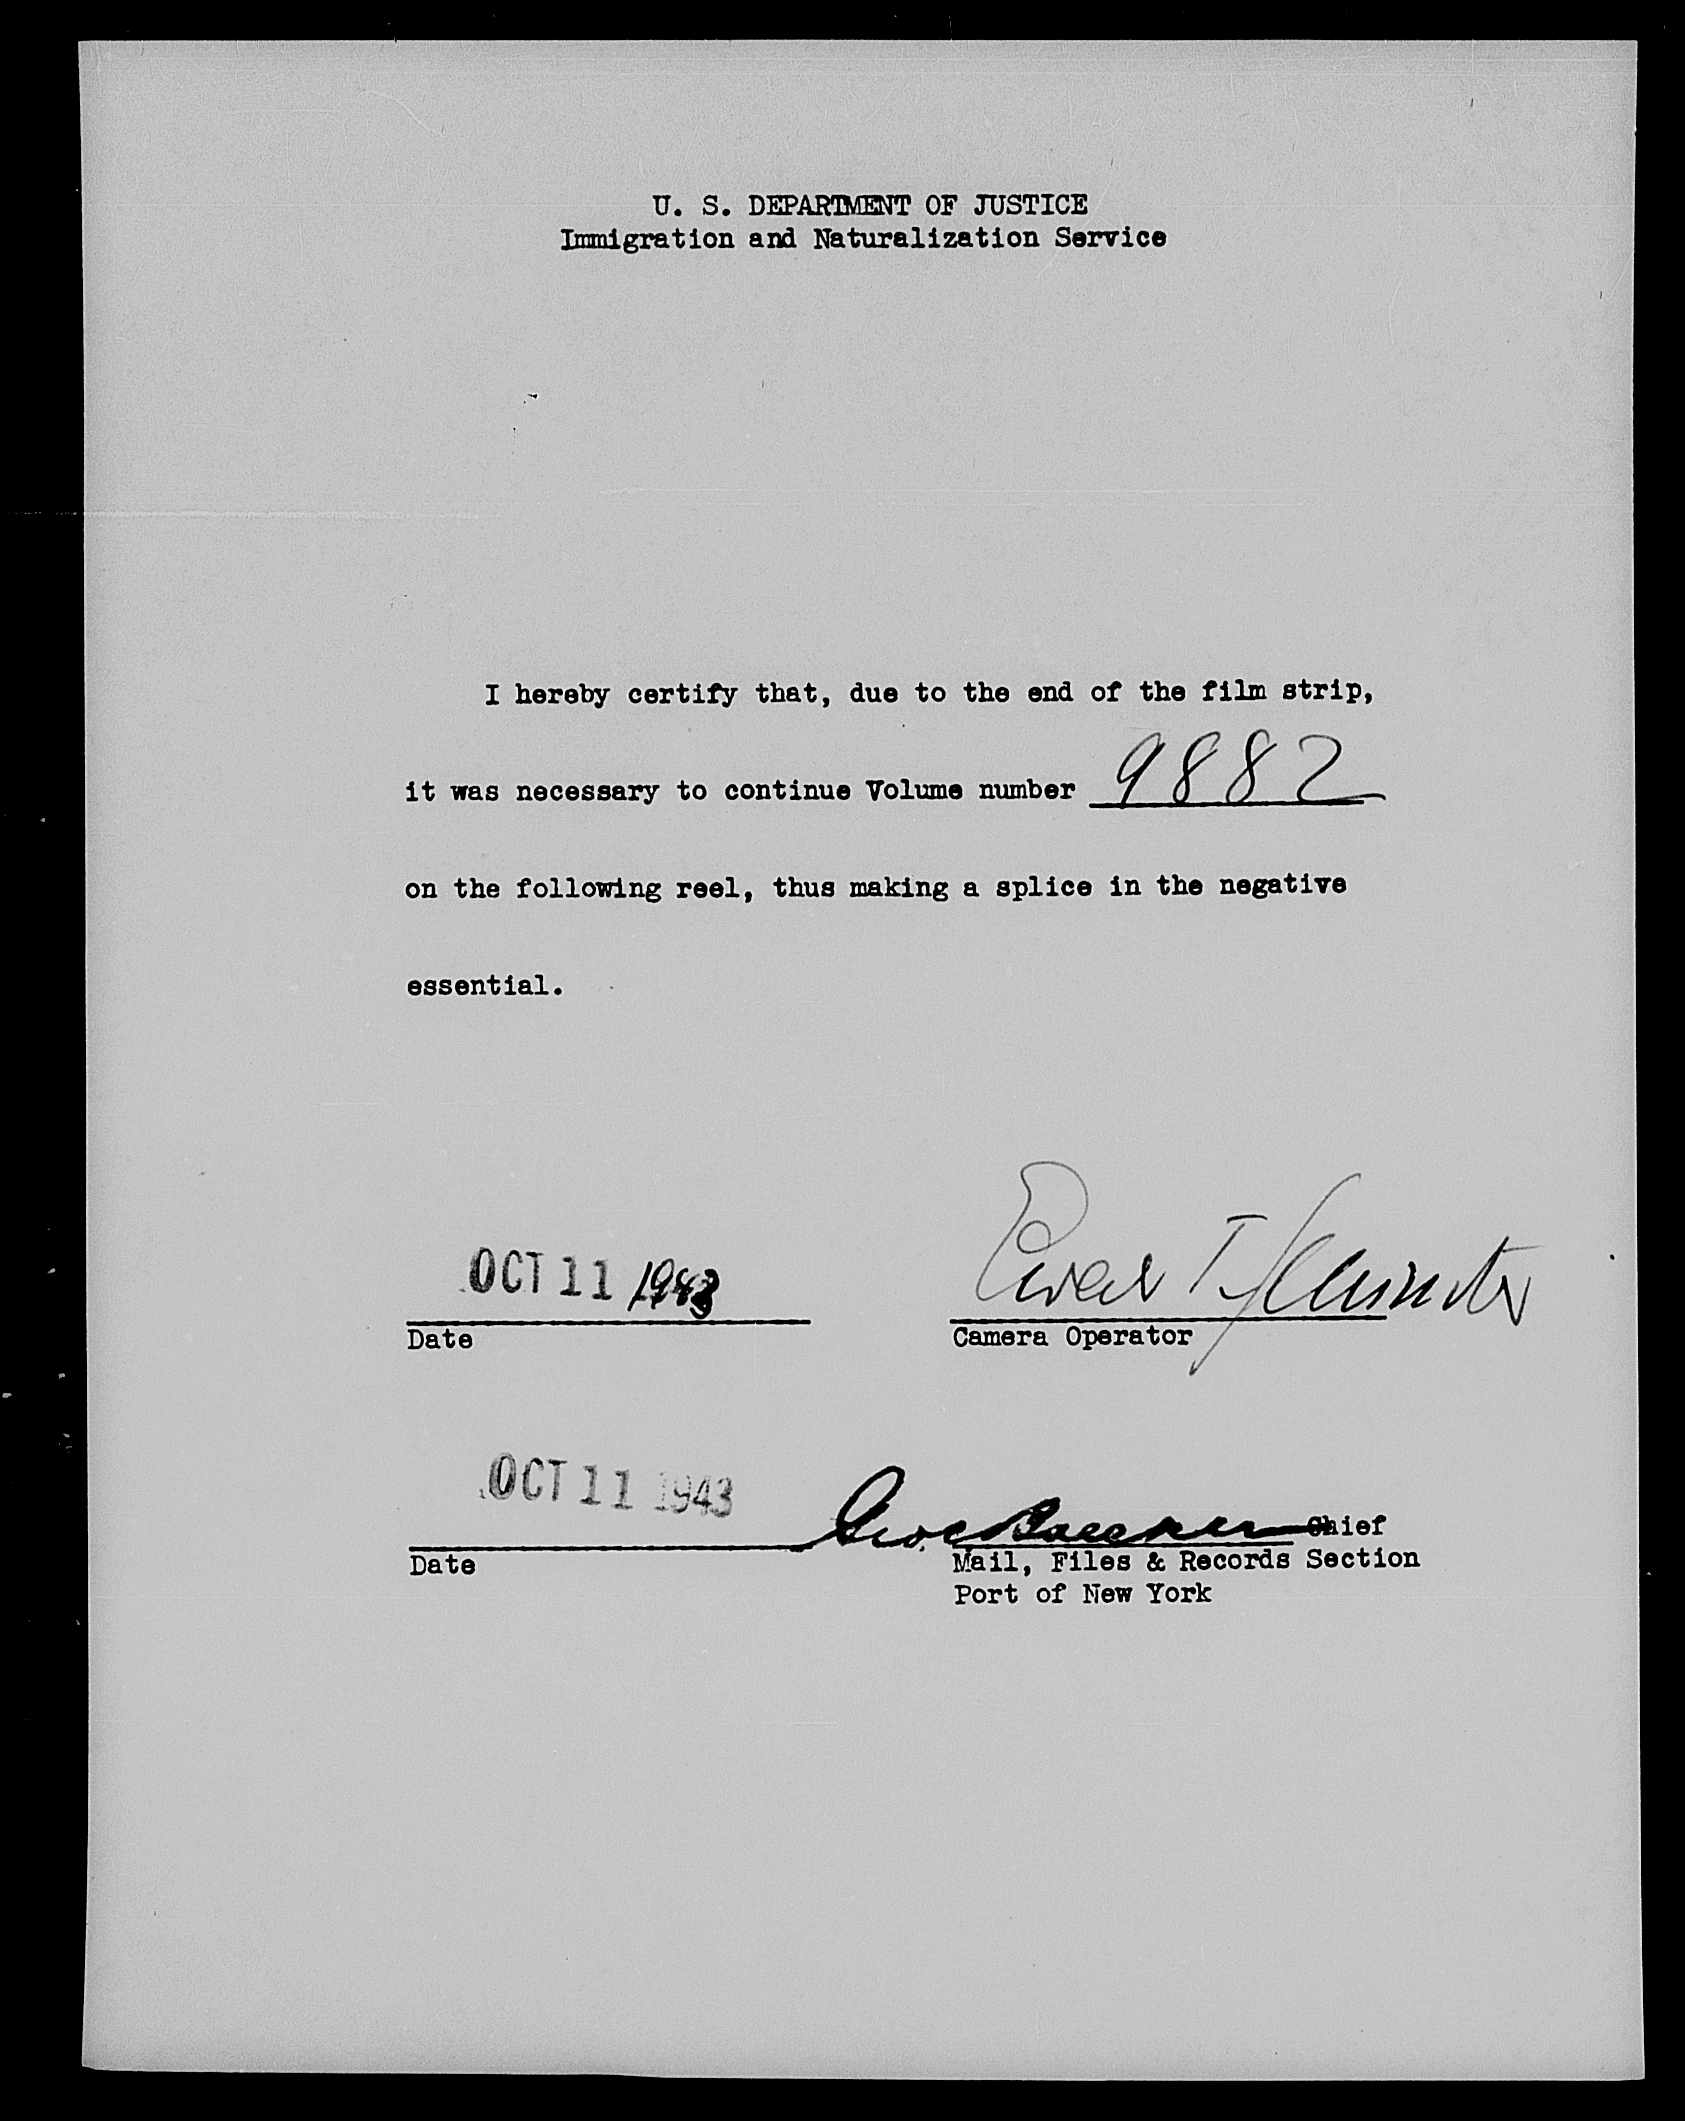 U. S. DEPARTMENT OF JUSTICE
Immigration and Naturalization Service
I hereby certify that, due to the end of the film strip,
it was necessary to continue Volume number 9882
on the following reel, thus making a splice in the negative
essential.
OCT 11 1943
Date
Camera Operator
OCT 11 1943
Chief
Date
Mail, Files & Records Section
Port of New York